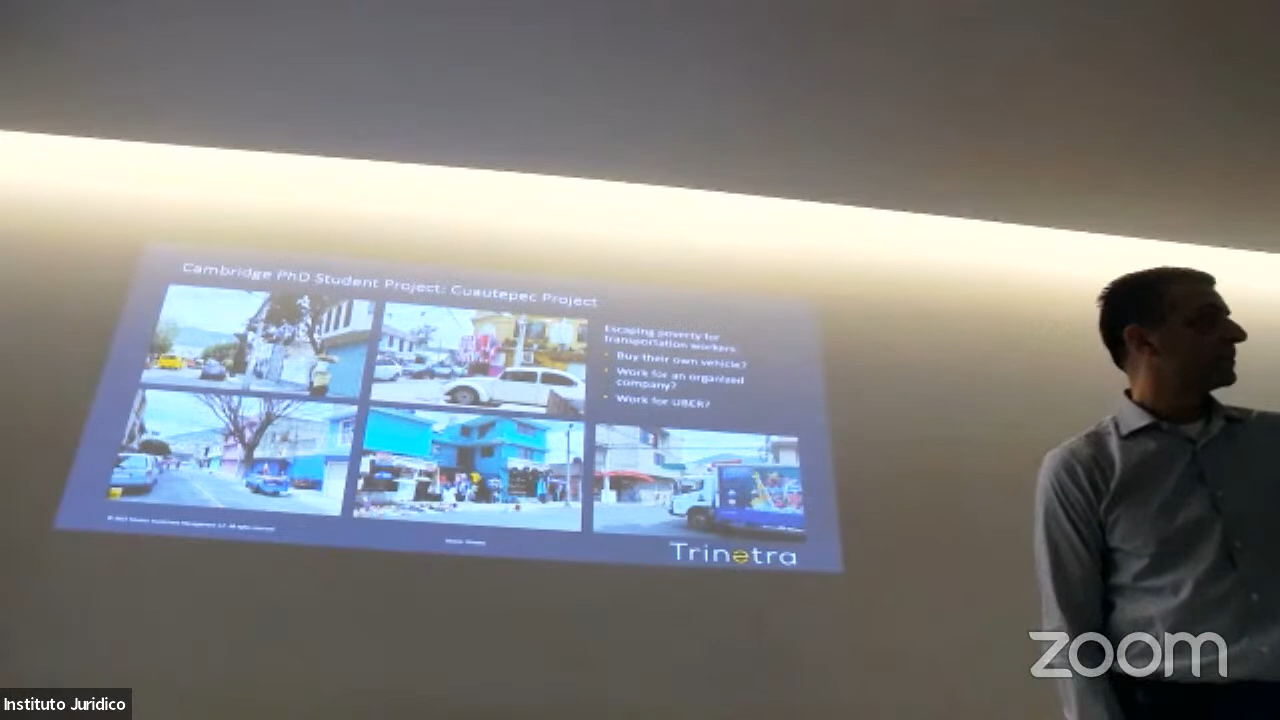 Cambridge PhD Student Project: Cuautepec Project
Escaping poverty for
transportation workers
Buy their own vehicle?
Work for an organized
company?
Work for UBER?
Trinetra
zoom
Instituto Juridico